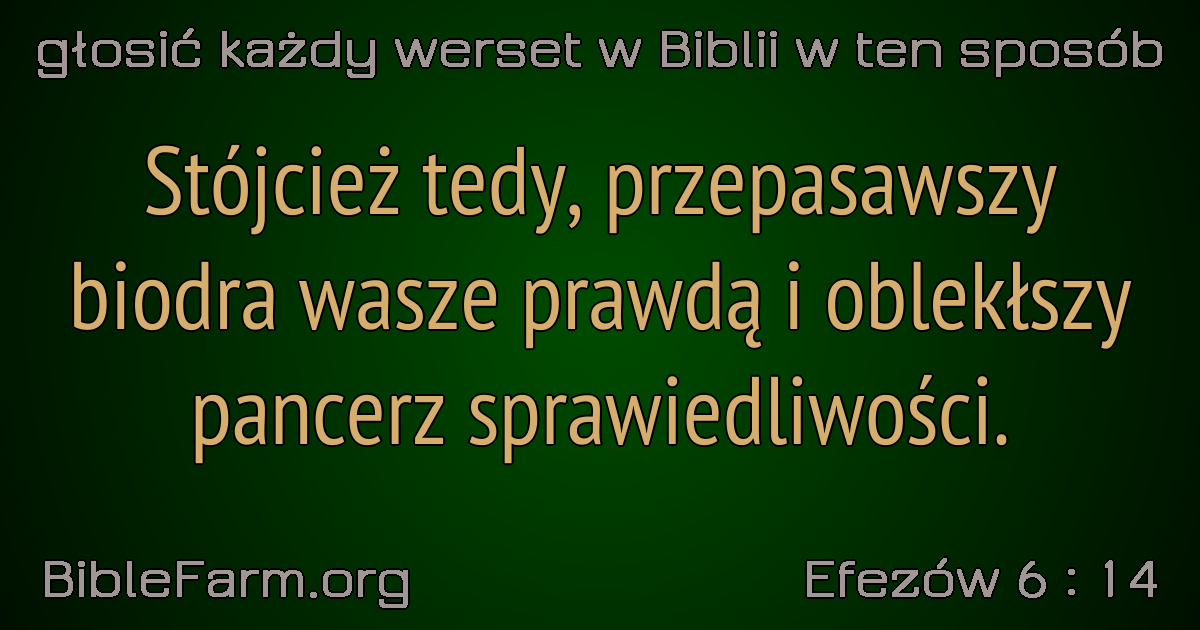 głosić każdy werset w Biblii w ten sposób
Stójcież tedy, przepasawszy
biodra wasze prawdą i oblekłszy
pancerz sprawiedliwości.
BibleFarm.org
Efezów 6 : 14